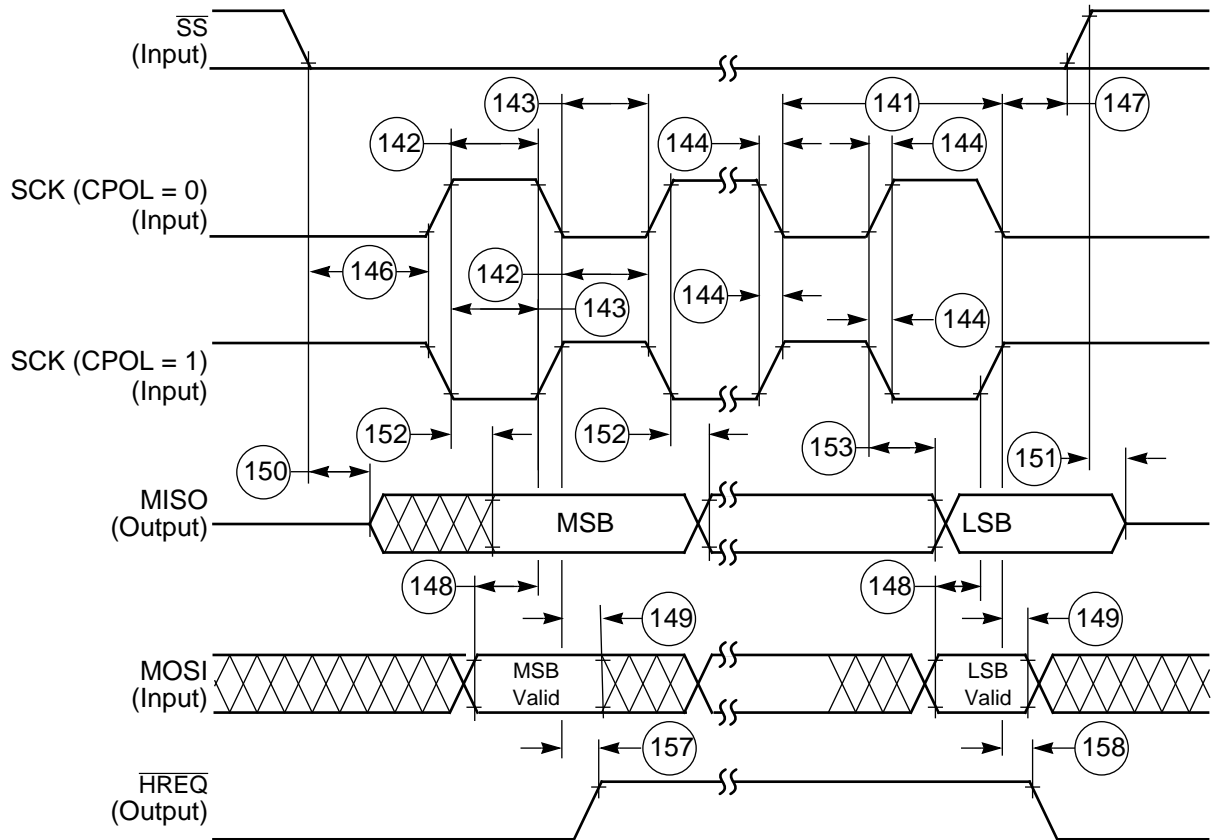 SS
(Input)
143
141
147
142
144
144
SCK (CPOL = 0)
(Input)
146
142
144
143
144
SCK (CPOL = 1)
(Input)
152
152
153
151
150
MISO
(Output)
MSB
LSB
148
148
149
149
MOSI
(Input)
MSB
Valid
LSB
Valid
157
158
HREQ
(Output)